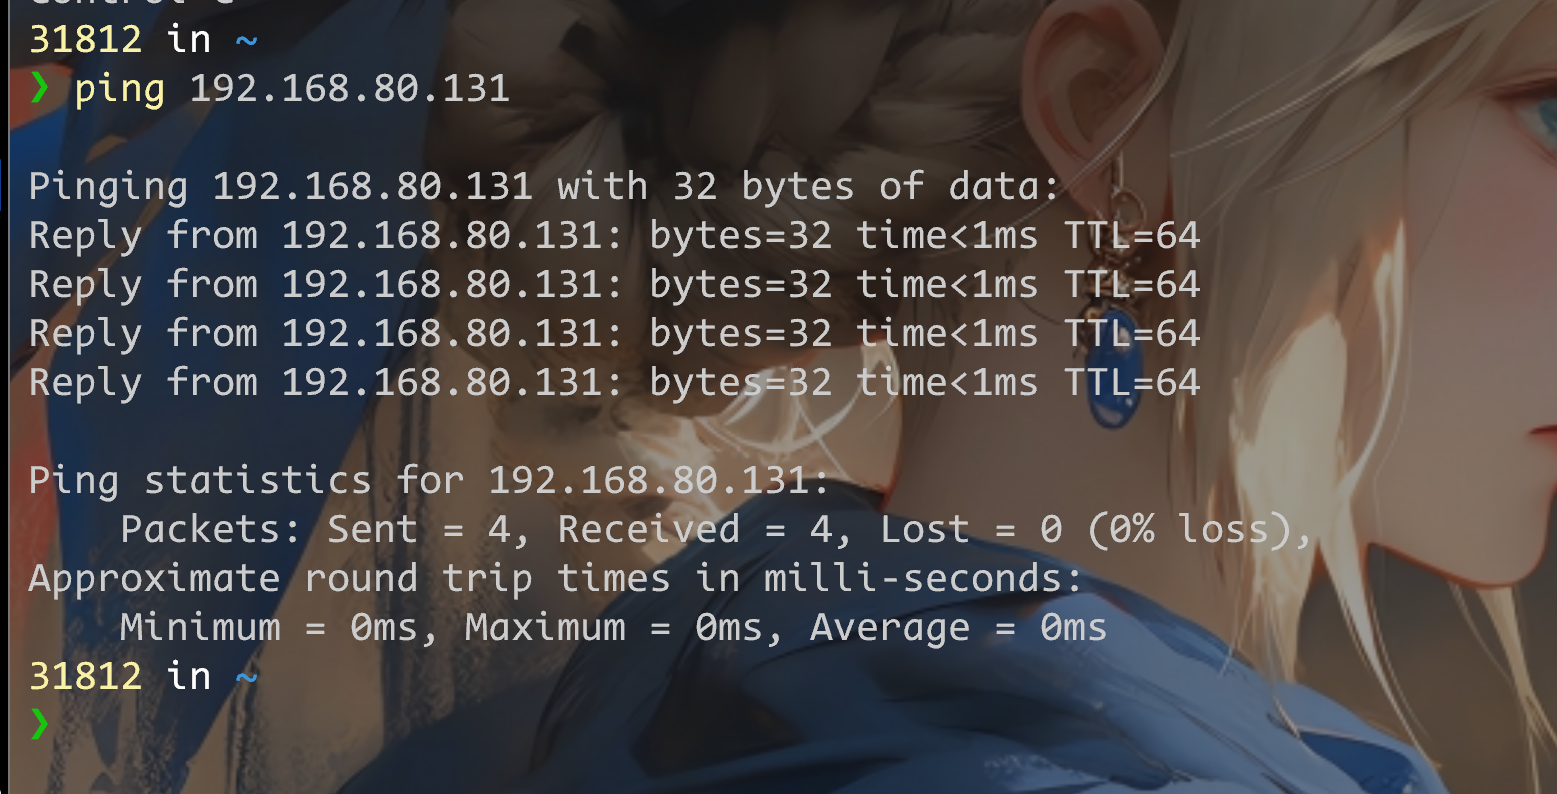 31812 in ~
❯ ping 192.168.80.131
Pinging 192.168.80.131 with 32 bytes of data:
Reply from 192.168.80.131: bytes=32 time<1ms TTL=64
Reply from 192.168.80.131: bytes=32 time<1ms TTL=64
Reply from 192.168.80.131: bytes=32 time<1ms TTL=64
Reply from 192.168.80.131: bytes=32 time<1ms TTL=64
Ping statistics for 192.168.80.131:
    Packets: Sent = 4, Received = 4, Lost = 0 (0% loss),
Approximate round trip times in milli-seconds:
    Minimum = 0ms, Maximum = 0ms, Average = 0ms
31812 in ~
❯